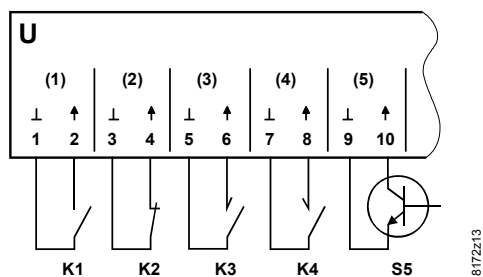 U
(1) (2) (3) (4) (5)
⊥ ↑ ⊥ ↑ ⊥ ↑ ⊥ ↑ ⊥ ↑
1 2 3 4 5 6 7 8 9 10
K1 K2 K3 K4 S5
8172z13